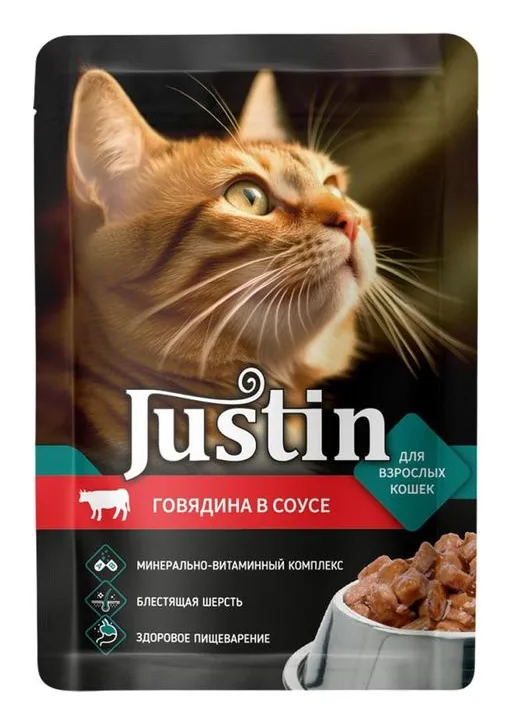 Justin
ДЛЯ
ВЗРОСЛЫХ
КОШЕК
ГОВЯДИНА В СОУСЕ
МИНЕРАЛЬНО-ВИТАМИННЫЙ КОМПЛЕКС
БЛЕСТЯЩАЯ ШЕРСТЬ
ЗДОРОВОЕ ПИЩЕВАРЕНИЕ